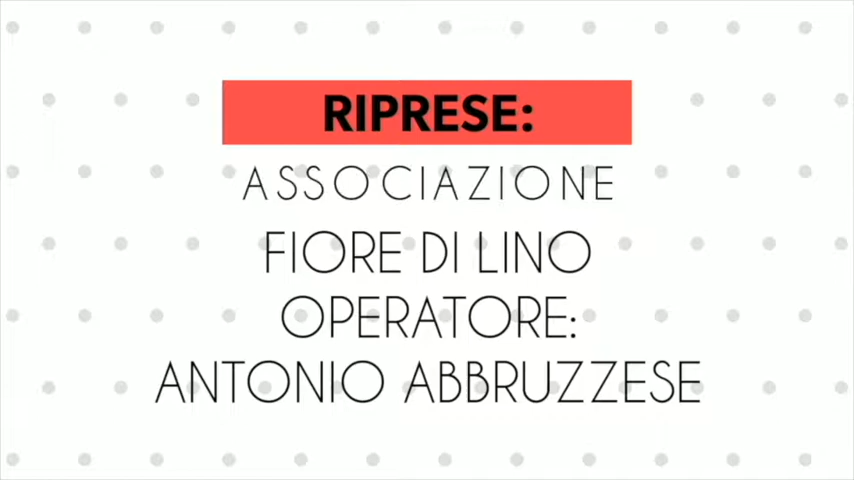 RIPRESE:
ASSOCIAZIONE
FIORE DI LINO
OPERATORE:
ANTONIO ABBRUZZESE